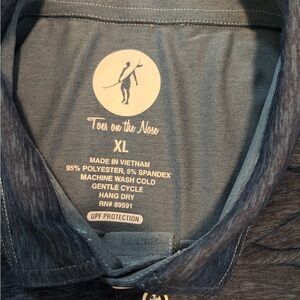 Toes on the Nose
XL
MADE IN VIETNAM
95% POLYESTER, 5% SPANDEX
MACHINE WASH COLD
GENTLE CYCLE
HANG DRY
RN# 89591
UPF PROTECTION